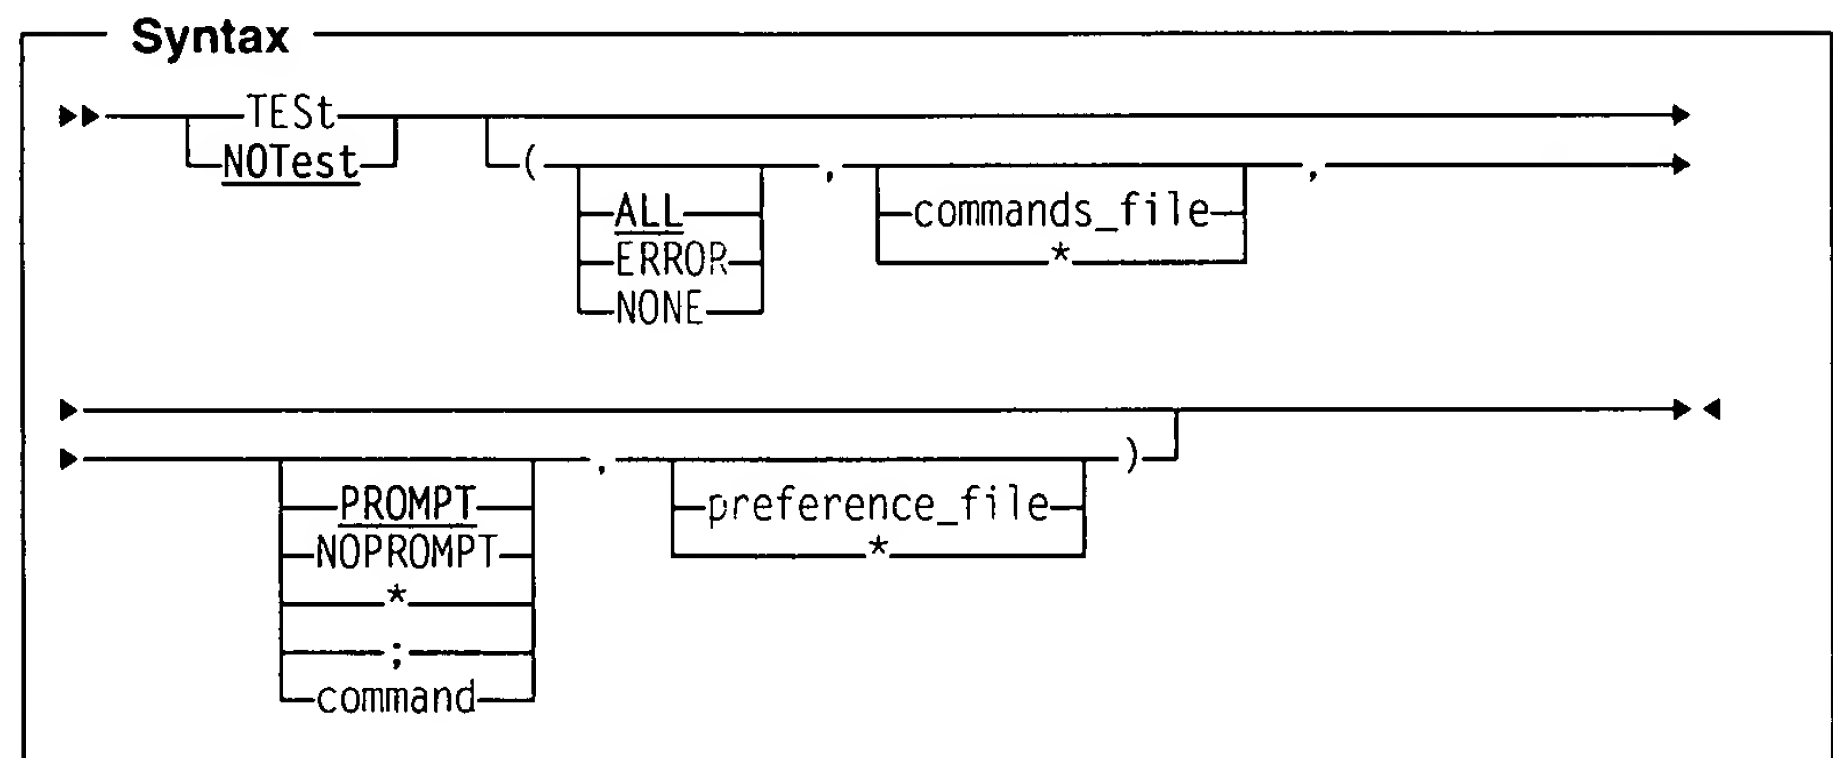 Syntax
TESt
NOTest ( , ,
ALL commands_file
ERROR *
NONE
, )
PROMPT preference_file
NOPROMPT *
*
;
command